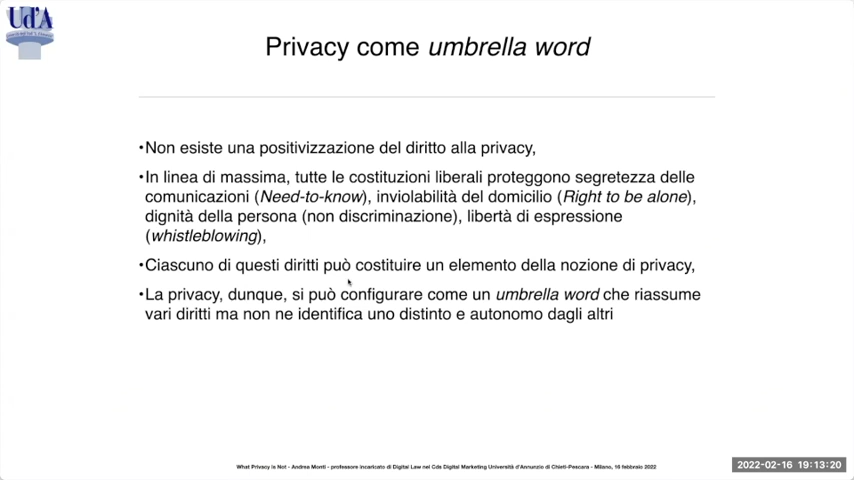 Ud'A
Privacy come umbrella word
•Non esiste una positivizzazione del diritto alla privacy,
•In linea di massima, tutte le costituzioni liberali proteggono segretezza delle
comunicazioni (Need-to-know), inviolabilità del domicilio (Right to be alone),
dignità della persona (non discriminazione), libertà di espressione
(whistleblowing),
•Ciascuno di questi diritti può costituire un elemento della nozione di privacy,
•La privacy, dunque, si può configurare come un umbrella word che riassume
vari diritti ma non ne identifica uno distinto e autonomo dagli altri
What Privacy Is Not - Andrea Monti - professore incaricato di Digital Law nel Cds Digital Marketing Università d'Annunzio di Chieti-Pescara - Milano, 16 febbraio 2022
2022-02-16 19:13:20